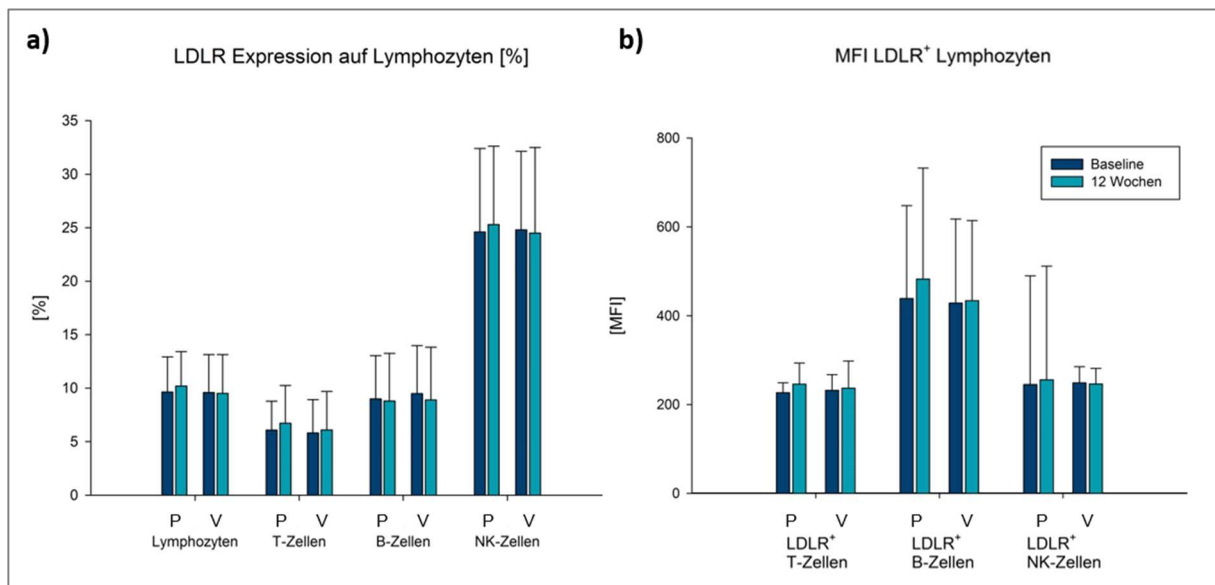 a)
LDLR Expression auf Lymphozyten [%]
35
30
25
20
15
10
5
0
[%]
P V P V P V P V
Lymphozyten T-Zellen B-Zellen NK-Zellen
b)
MFI LDLR⁺ Lymphozyten
800
600
400
200
0
[MFI]
Baseline
12 Wochen
P V P V P V
LDLR⁺ LDLR⁺ LDLR⁺
T-Zellen B-Zellen NK-Zellen